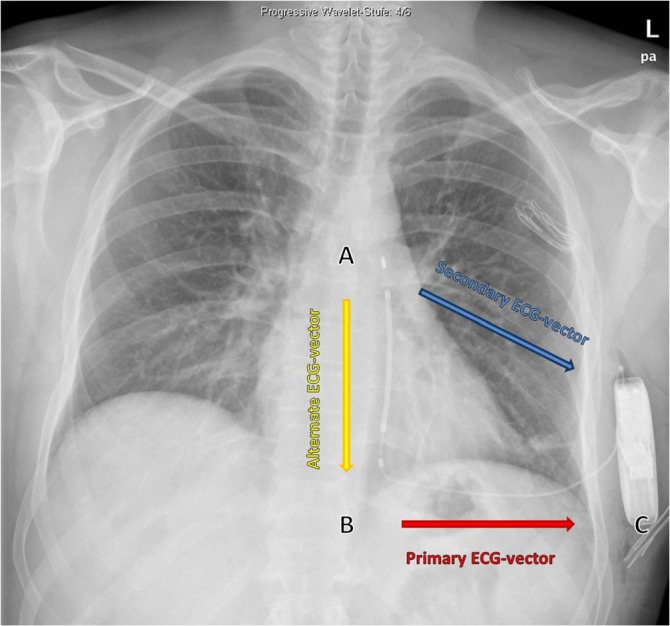 Progressive Wavelet-Stufe: 4/6
L
pa
A
Secondary ECG-vector
Alternate ECG-vector
B
C
Primary ECG-vector